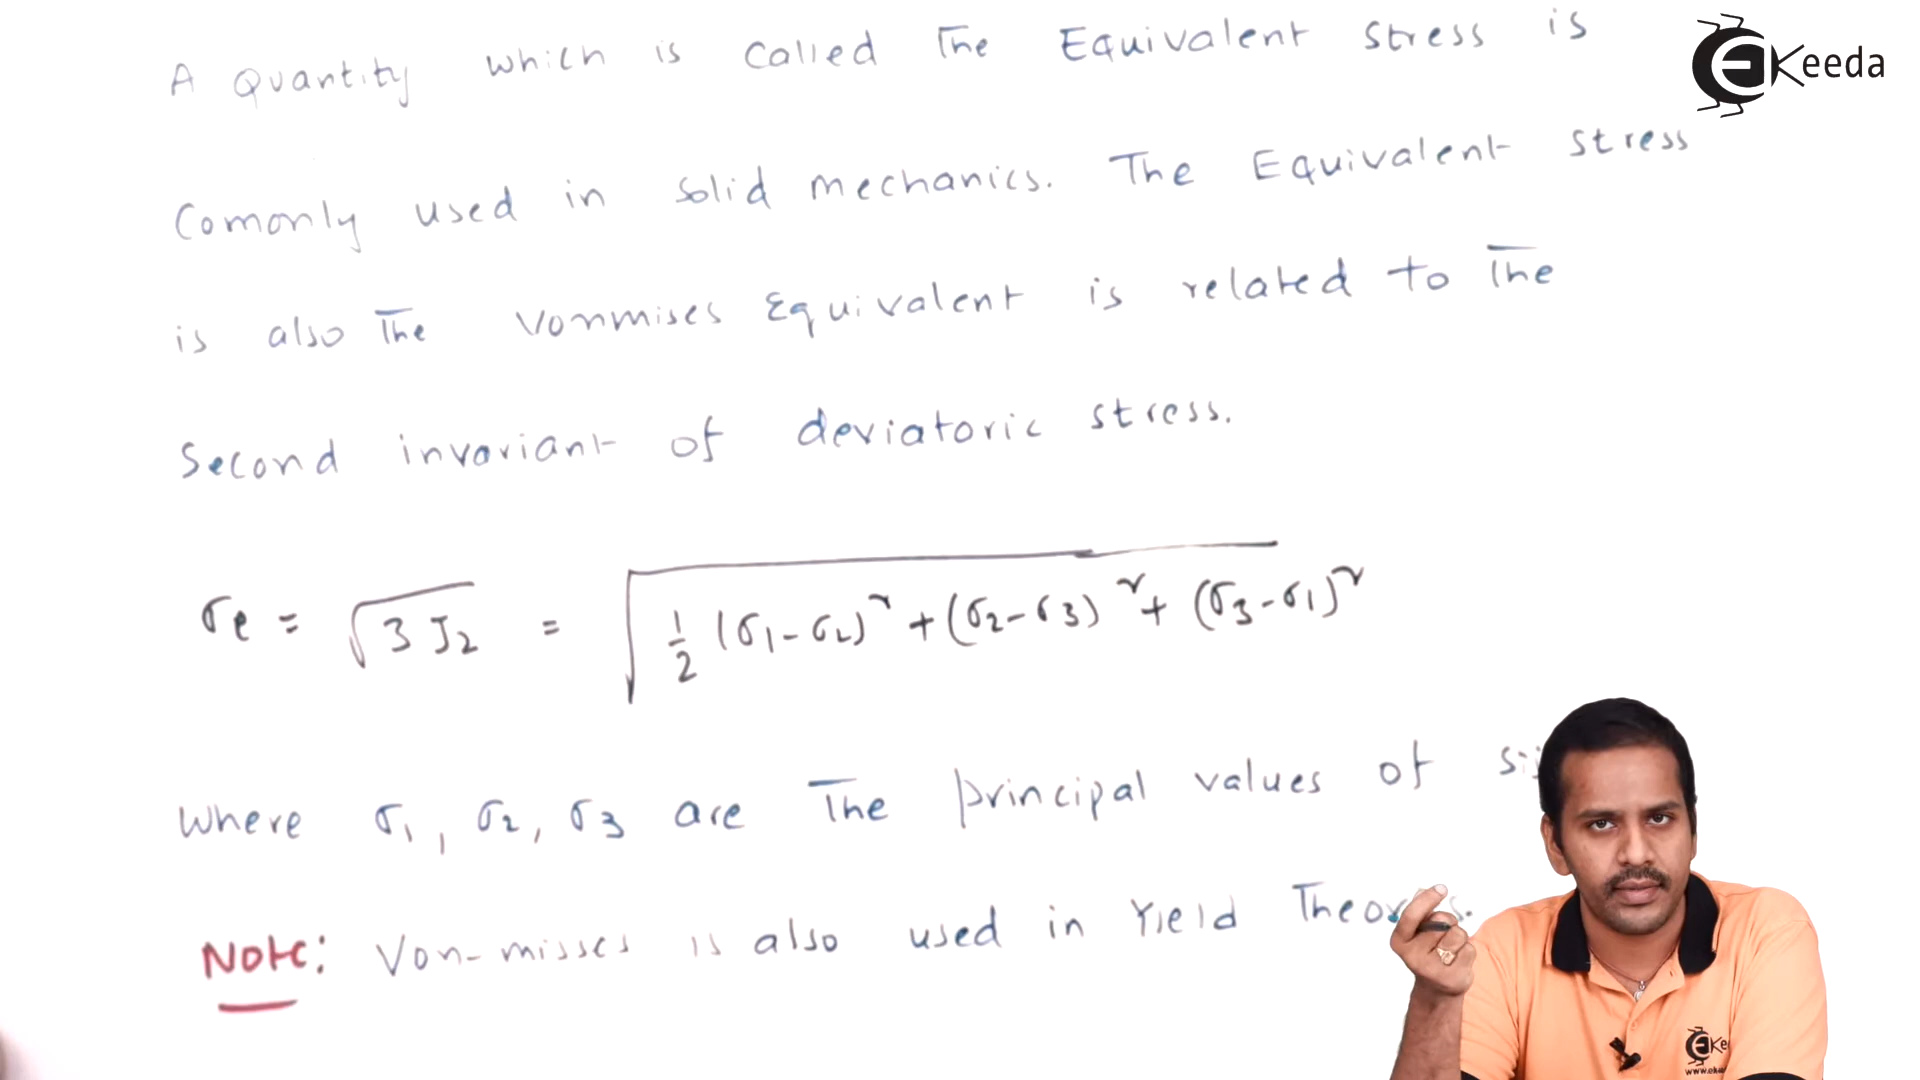 A Quantity which is Called The Equivalent Stress is
EKeeda
Comonly used in Solid mechanics. The Equivalent stress
is also The Vonmises Equivalent is related to The
Second invariant of deviatoric stress.
σe = √3 J2 = √1/2 (σ1-σ2)² + (σ2-σ3)² + (σ3-σ1)²
Where σ1, σ2, σ3 are The principal values of
Note: Von-misses is also used in Yield
EKe